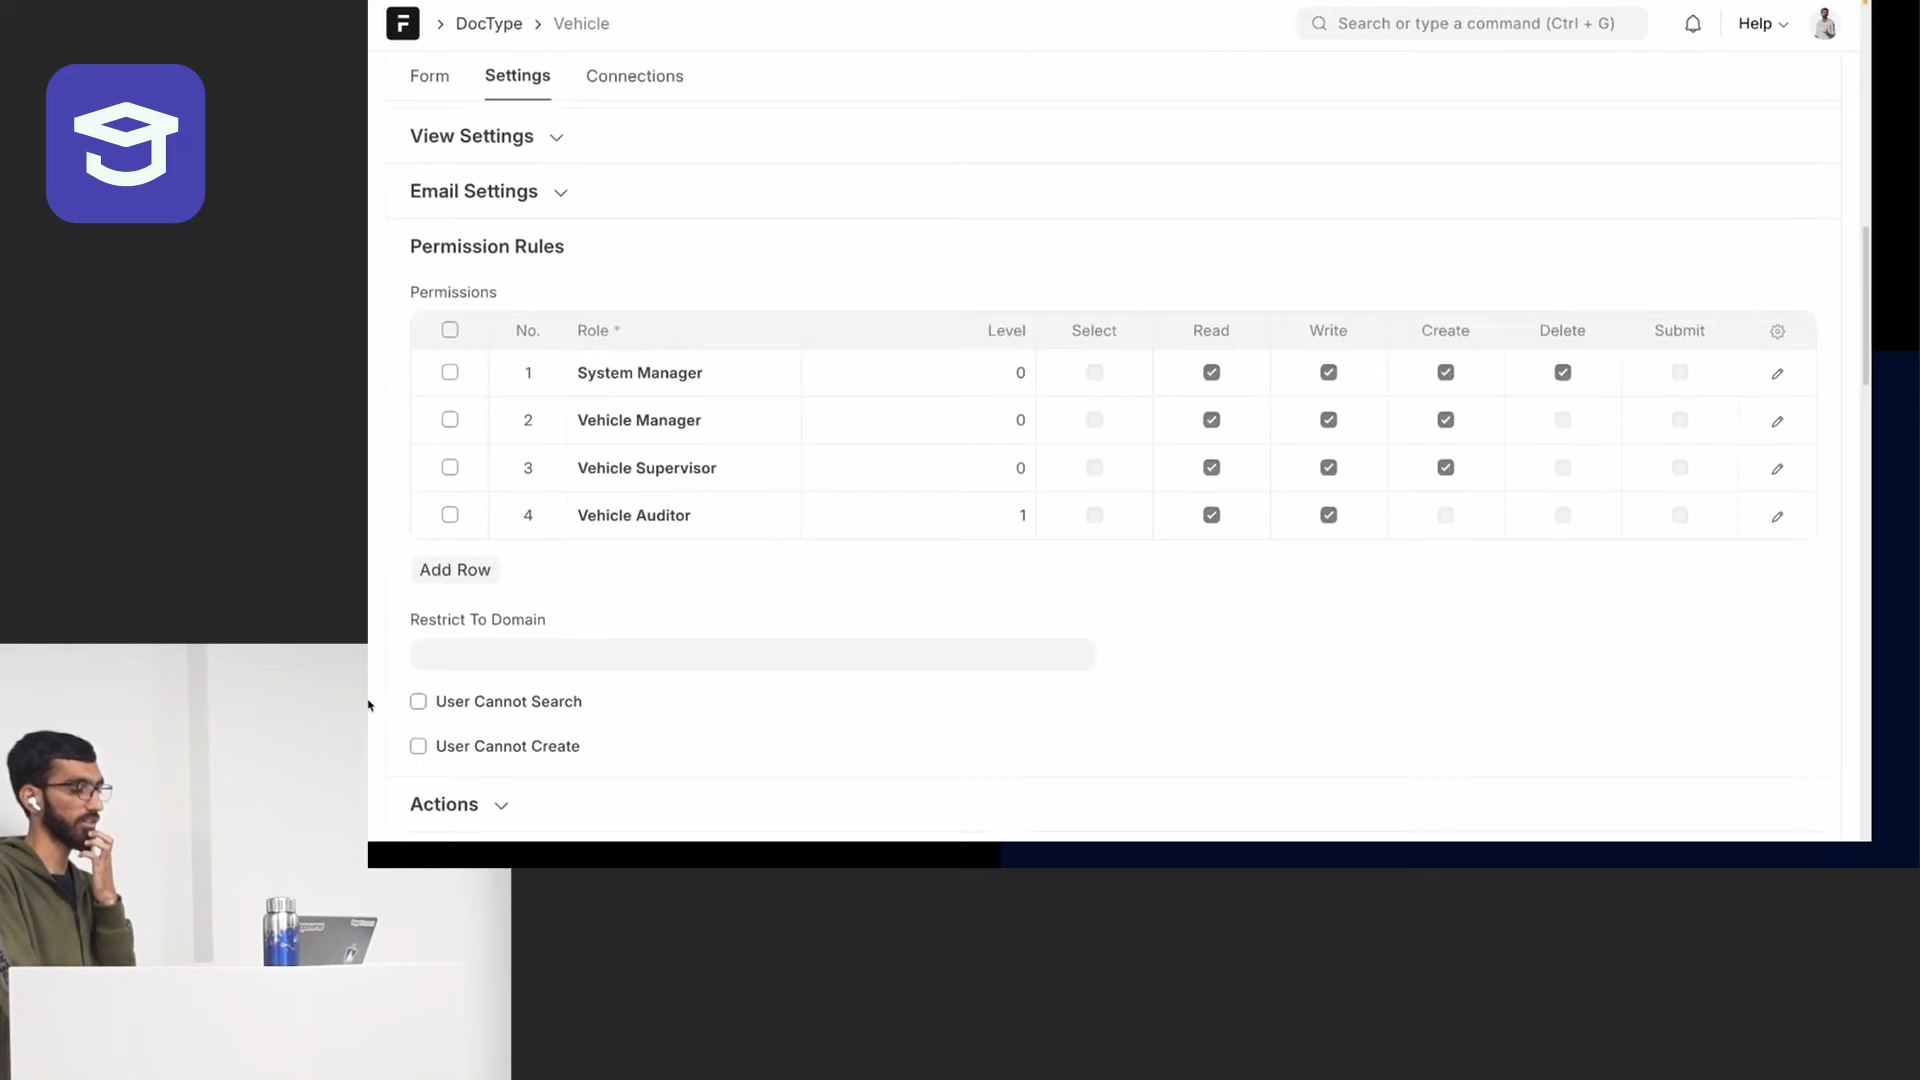 DocType > Vehicle
Search or type a command (Ctrl + G)
Help
Form Settings Connections
View Settings
Email Settings
Permission Rules
Permissions
No. Role * Level Select Read Write Create Delete Submit
1 System Manager 0
2 Vehicle Manager 0
3 Vehicle Supervisor 0
4 Vehicle Auditor 1
Add Row
Restrict To Domain
User Cannot Search
User Cannot Create
Actions